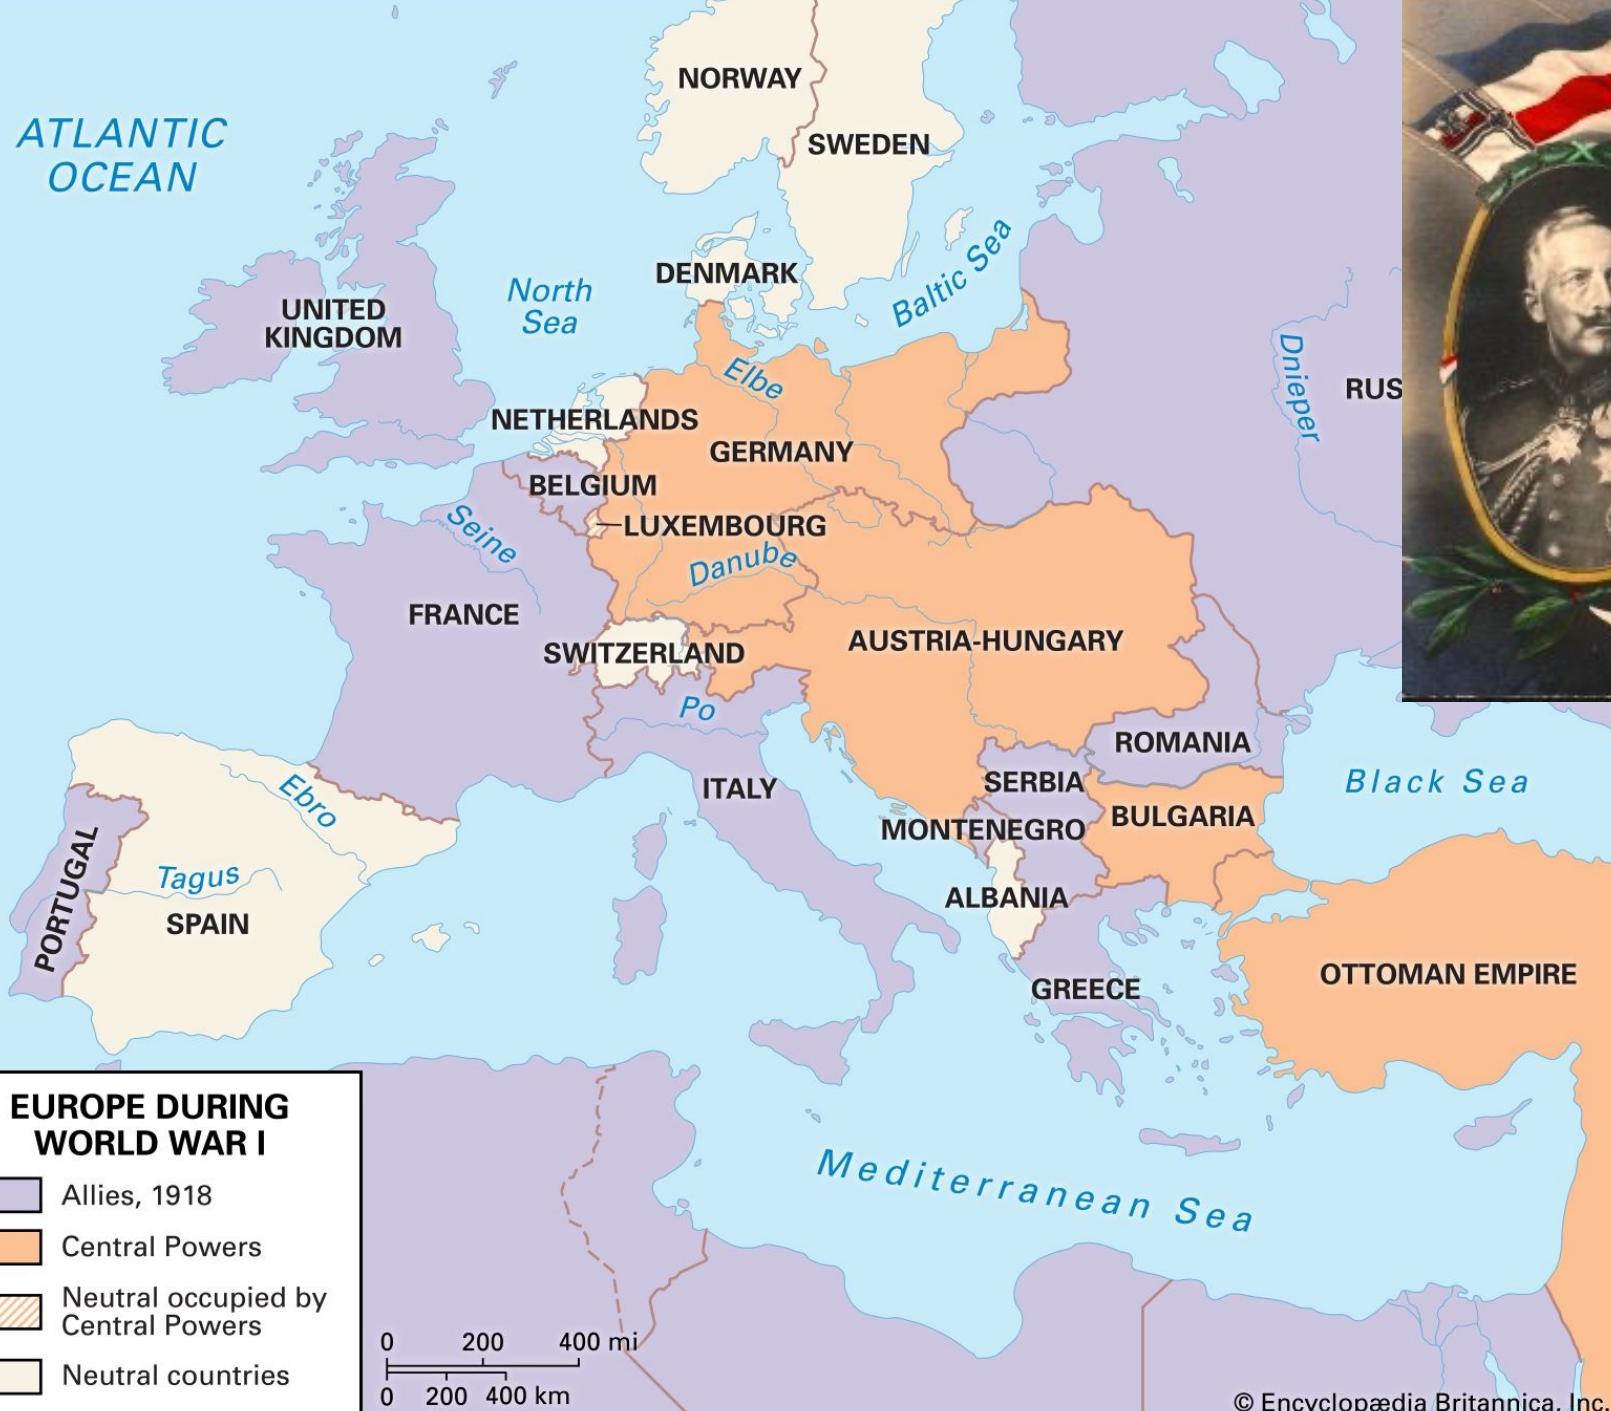 NORWAY
ATLANTIC
OCEAN
SWEDEN
Baltic Sea
DENMARK
North
Sea
UNITED
KINGDOM
Dnieper
Elbe
RUS
NETHERLANDS
GERMANY
BELGIUM
LUXEMBOURG
Seine
Danube
FRANCE
AUSTRIA-HUNGARY
SWITZERLAND
Po
ROMANIA
ITALY
SERBIA
Black Sea
Ebro
BULGARIA
MONTENEGRO
PORTUGAL
Tagus
ALBANIA
SPAIN
OTTOMAN EMPIRE
GREECE
Mediterranean Sea
EUROPE DURING
WORLD WAR I
Allies, 1918
Central Powers
Neutral occupied by
Central Powers
Neutral countries
0 200 400 mi
0 200 400 km
© Encyclopædia Britannica, Inc.